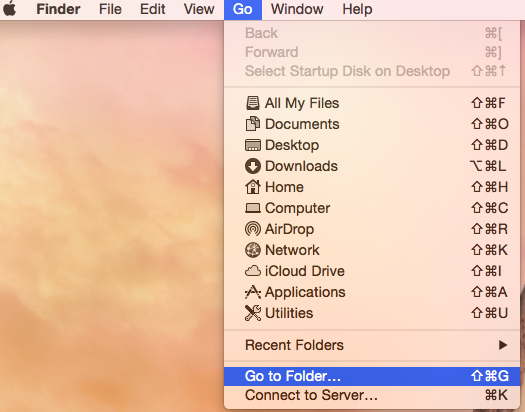 Finder File Edit View Go Window Help
Back ⌘[
Forward ⌘]
Select Startup Disk on Desktop ⇧⌘↑
All My Files ⇧⌘F
Documents ⇧⌘O
Desktop ⇧⌘D
Downloads ⌥⌘L
Home ⇧⌘H
Computer ⇧⌘C
AirDrop ⇧⌘R
Network ⇧⌘K
iCloud Drive ⇧⌘I
Applications ⇧⌘A
Utilities ⇧⌘U
Recent Folders ▶
Go to Folder… ⇧⌘G
Connect to Server… ⌘K